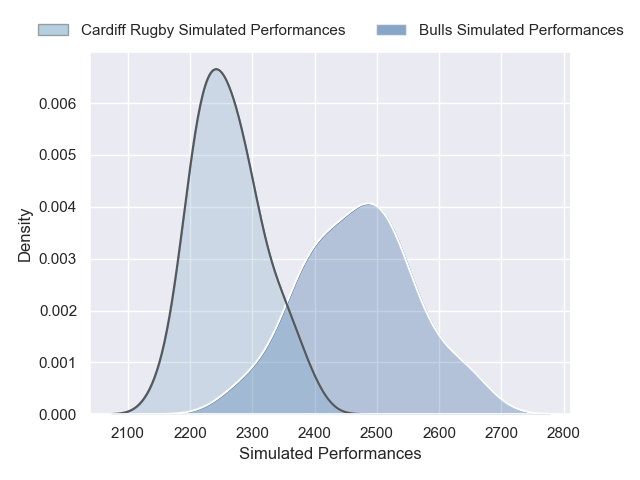 Cardiff Rugby Simulated Performances Bulls Simulated Performances
0.006
0.005
0.004
0.003
0.002
0.001
0.000
Density
2100 2200 2300 2400 2500 2600 2700 2800
Simulated Performances